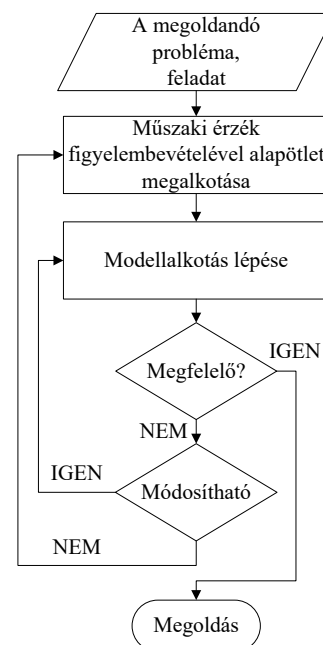 A megoldandó
probléma,
feladat
Műszaki érzék
figyelembevételével alapötlet
megalkotása
Modellalkotás lépése
IGEN
Megfelelő?
NEM
IGEN
Módosítható
NEM
Megoldás